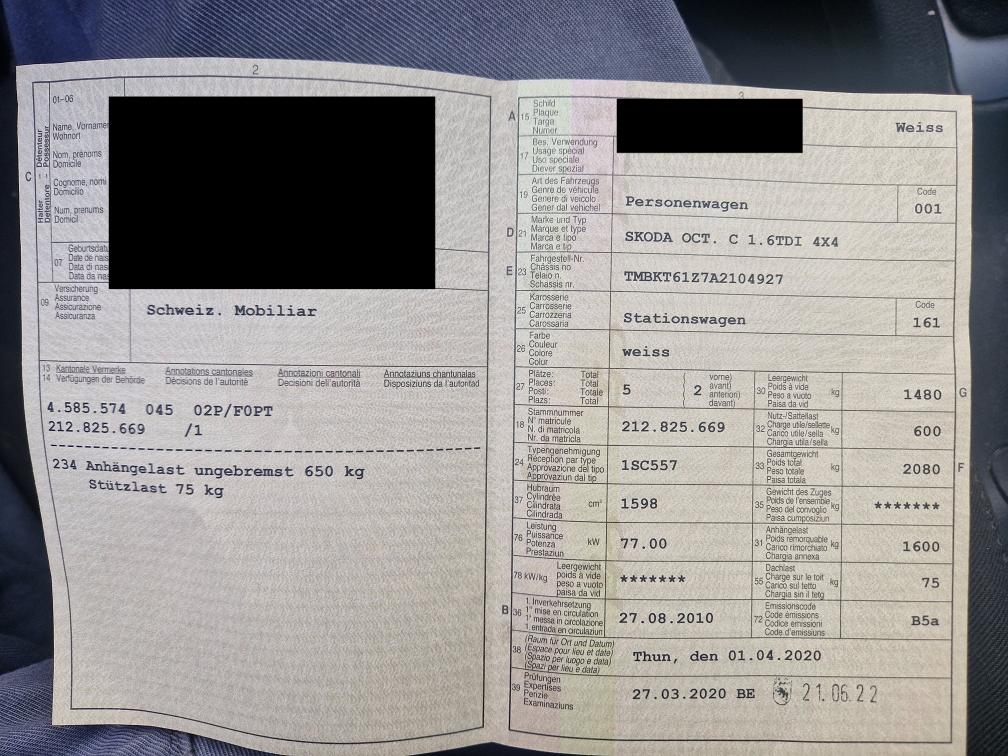 2
01-06
C
Halter Détenteur
Detentore Possessur
Name, Vorname
Wohnort
Nom, prénoms
Domicile
Cognome, nomi
Domicilio
Num, prenums
Domicil
07
Geburtsdatu
Date de nais
Data di nas
Data da nas
09
Versicherung
Assurance
Assicurazione
Assicuranza
Schweiz. Mobiliar
13 Kantonale Vermerke Annotations cantonales Annotazioni cantonali Annotaziuns chantunalas
14 Verfügungen der Behörde Décisions de l'autorité Decisioni dell'autorità Disposiziuns da l'autoritad
4.585.574 045 02P/F0PT
212.825.669 /1
234 Anhängelast ungebremst 650 kg
Stützlast 75 kg
3
A 15
Schild
Plaque
Targa
Numer
Weiss
17
Bes. Verwendung
Usage spécial
Uso speciale
Diever spezial
19
Art des Fahrzeugs
Genre de véhicule
Genere di veicolo
Gener dal vehichel
Personenwagen
Code
001
D 21
Marke und Typ
Marque et type
Marca e tipo
Marca e tip
SKODA OCT. C 1.6TDI 4X4
E 23
Fahrgestell-Nr.
Châssis no
Telaio n.
Schassis nr.
TMBKT61Z7A2104927
25
Karosserie
Carrosserie
Carrozzeria
Carossaria
Stationswagen
Code
161
26
Farbe
Couleur
Colore
Colur
weiss
27
Plätze: Total
Places: Total
Posti: Totale
Plazs: Total
5
( 2 vorne)
avant)
anteriori)
davant)
30
Leergewicht
Poids à vide
Peso a vuoto
Paisa da vid
kg
1480
G
18
Stammnummer
N° matricule
N. di matricola
Nr. da matricla
212.825.669
32
Nutz-/Sattellast
Charge utile/sellette
Carico utile/sella
Chargia utila/sella
kg
600
24
Typengenehmigung
Réception par type
Approvazione del tipo
Approvaziun dal tip
1SC557
33
Gesamtgewicht
Poids total
Peso totale
Paisa totala
kg
2080
F
37
Hubraum
Cylindrée
Cilindrata
Cilindrada
cm³
1598
35
Gewicht des Zuges
Poids de l'ensemble
Peso del convoglio
Paisa cumposiziun
kg
*******
76
Leistung
Puissance
Potenza
Prestaziun
kW
77.00
31
Anhängelast
Poids remorquable
Carico rimorchiato
Chargia annexa
kg
1600
78 kW/kg
Leergewicht
poids à vide
peso a vuoto
paisa da vid
*******
55
Dachlast
Charge sur le toit
Carico sul tetto
Chargia sin il tetg
kg
75
B 36
1. Inverkehrsetzung
1re mise en circulation
1a messa in circolazione
1. entrada en circulaziun
27.08.2010
72
Emissionscode
Code émissions
Codice emissioni
Code d'emissiuns
B5a
38
(Raum für Ort und Datum)
(Espace pour lieu et date)
(Spazio per luogo e data)
(Spazi per lieu e data)
Thun, den 01.04.2020
39
Prüfungen
Expertises
Perizie
Examinaziuns
27.03.2020 BE 21.06.22